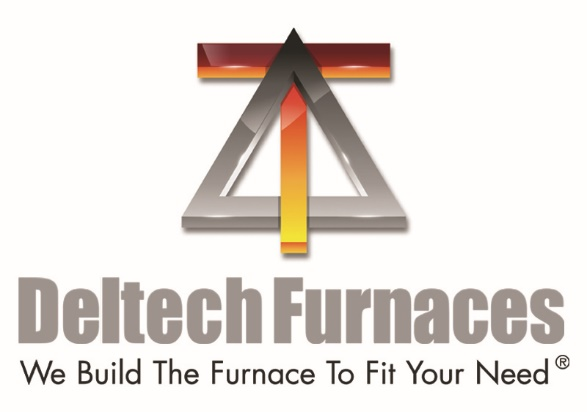 Deltech Furnaces
We Build The Furnace To Fit Your Need®